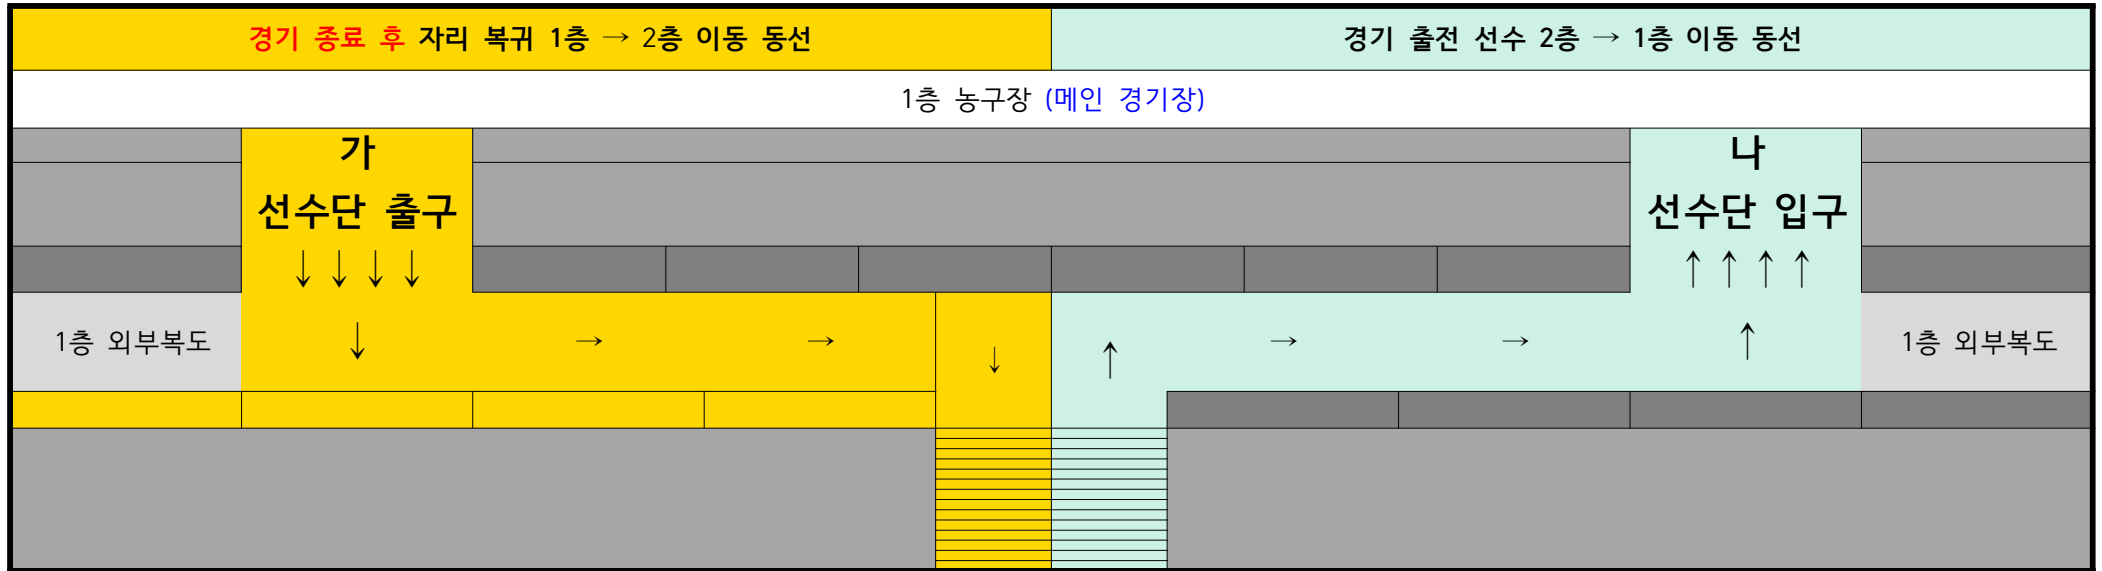 경기 종료 후 자리 복귀 1층 → 2층 이동 동선
경기 출전 선수 2층 → 1층 이동 동선
1층 농구장 (메인 경기장)
가
선수단 출구
↓ ↓ ↓ ↓
나
선수단 입구
↑ ↑ ↑ ↑
1층 외부복도 ↓ → → ↓ ↑ → → ↑ 1층 외부복도